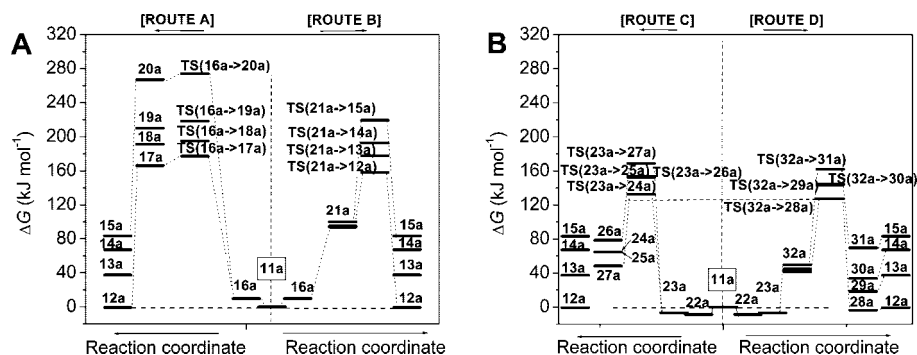 [ROUTE A]
[ROUTE B]
A
ΔG (kJ mol⁻¹)
320
280
240
200
160
120
80
40
0
20a
TS(16a->20a)
19a
TS(16a->19a)
18a
TS(16a->18a)
17a
TS(16a->17a)
15a
14a
13a
12a
16a
11a
16a
21a
TS(21a->15a)
TS(21a->14a)
TS(21a->13a)
TS(21a->12a)
15a
14a
13a
12a
Reaction coordinate
Reaction coordinate
[ROUTE C]
[ROUTE D]
B
ΔG (kJ mol⁻¹)
320
280
240
200
160
120
80
40
0
TS(23a->27a)
TS(23a->25a)
TS(23a->26a)
TS(23a->24a)
15a
14a
13a
12a
26a
24a
25a
27a
23a
22a
11a
22a
23a
32a
TS(32a->31a)
TS(32a->30a)
TS(32a->29a)
TS(32a->28a)
31a
30a
29a
28a
15a
14a
13a
12a
Reaction coordinate
Reaction coordinate